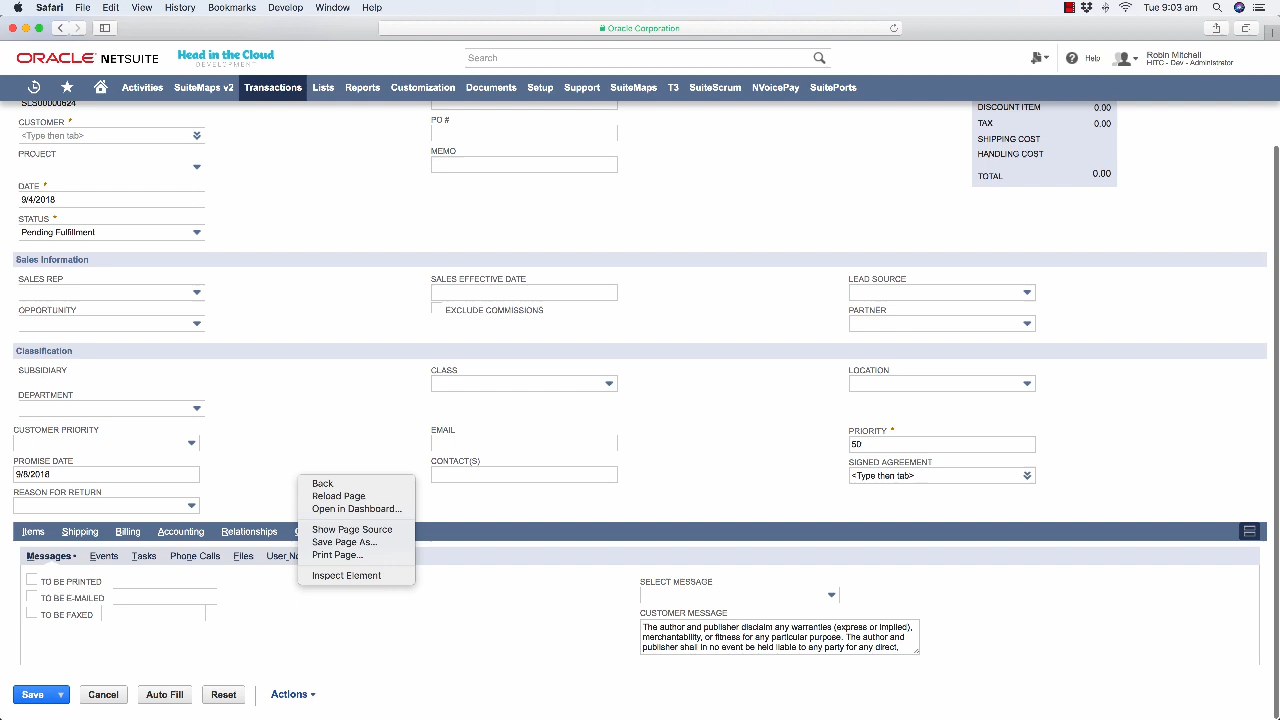 Safari File Edit View History Bookmarks Develop Window Help Tue 9:03 am
Oracle Corporation
ORACLE NETSUITE Head in the Cloud DEVELOPMENT Search Help Robin Mitchell
HITC - Dev - Administrator
Activities SuiteMaps v2 Transactions Lists Reports Customization Documents Setup Support SuiteMaps T3 SuiteScrum NVoicePay SuitePorts
SLS00000624
DISCOUNT ITEM 0.00
CUSTOMER *
PO #
TAX 0.00
<Type then tab>
SHIPPING COST
PROJECT
MEMO
HANDLING COST
TOTAL 0.00
DATE *
9/4/2018
STATUS *
Pending Fulfillment
Sales Information
SALES REP SALES EFFECTIVE DATE LEAD SOURCE
OPPORTUNITY EXCLUDE COMMISSIONS PARTNER
Classification
SUBSIDIARY CLASS LOCATION
DEPARTMENT
CUSTOMER PRIORITY EMAIL PRIORITY *
50
PROMISE DATE CONTACT(S) SIGNED AGREEMENT
9/8/2018 <Type then tab>
REASON FOR RETURN
Back
Reload Page
Open in Dashboard...
Show Page Source
Save Page As...
Print Page...
Inspect Element
Items Shipping Billing Accounting Relationships
Messages • Events Tasks Phone Calls Files User No
TO BE PRINTED SELECT MESSAGE
TO BE E-MAILED
TO BE FAXED CUSTOMER MESSAGE
The author and publisher disclaim any warranties (express or implied),
merchantability, or fitness for any particular purpose. The author and
publisher shall in no event be held liable to any party for any direct,
Save Cancel Auto Fill Reset Actions